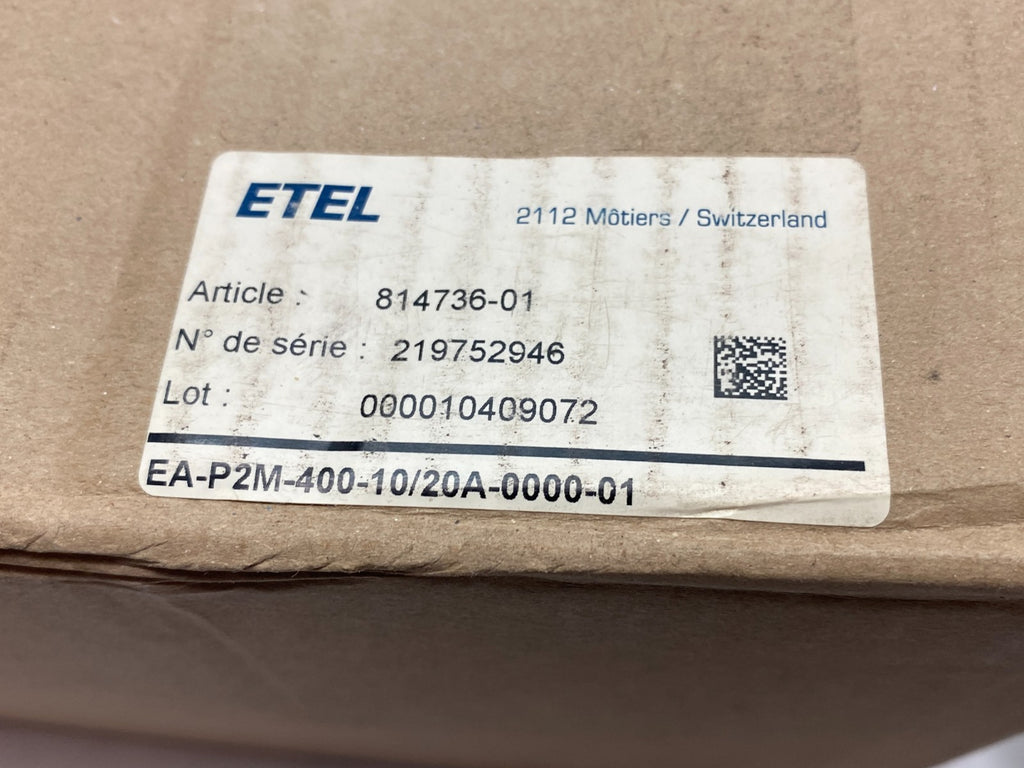 ETEL
2112 Môtiers / Switzerland
Article : 814736-01
N° de série : 219752946
Lot : 000010409072
EA-P2M-400-10/20A-0000-01